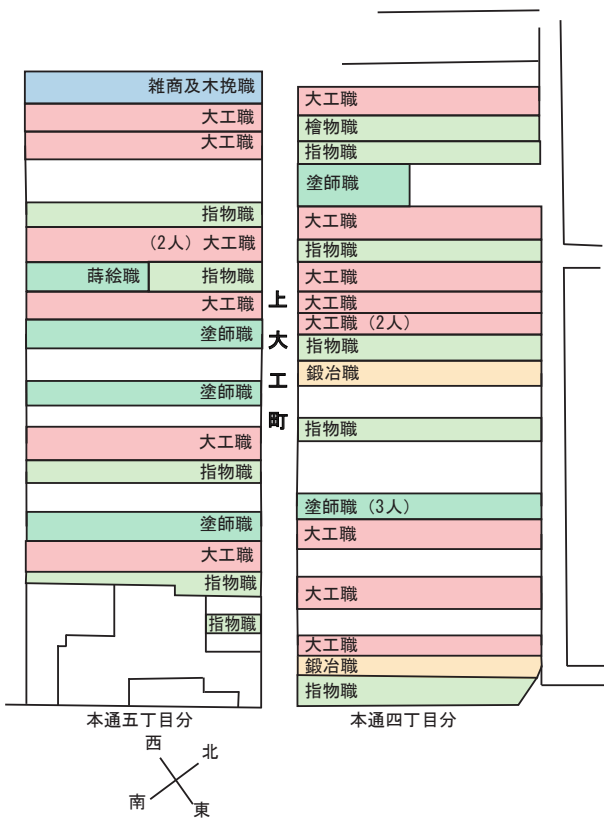 雑商及木挽職
大工職
大工職
指物職
(2人) 大工職
蒔絵職
指物職
大工職
塗師職
塗師職
大工職
指物職
塗師職
大工職
指物職
指物職
上大工町
大工職
檜物職
指物職
塗師職
大工職
指物職
大工職
大工職
大工職 (2人)
指物職
鍛冶職
指物職
塗師職 (3人)
大工職
大工職
大工職
鍛冶職
指物職
本通五丁目分
本通四丁目分
西
北
南
東